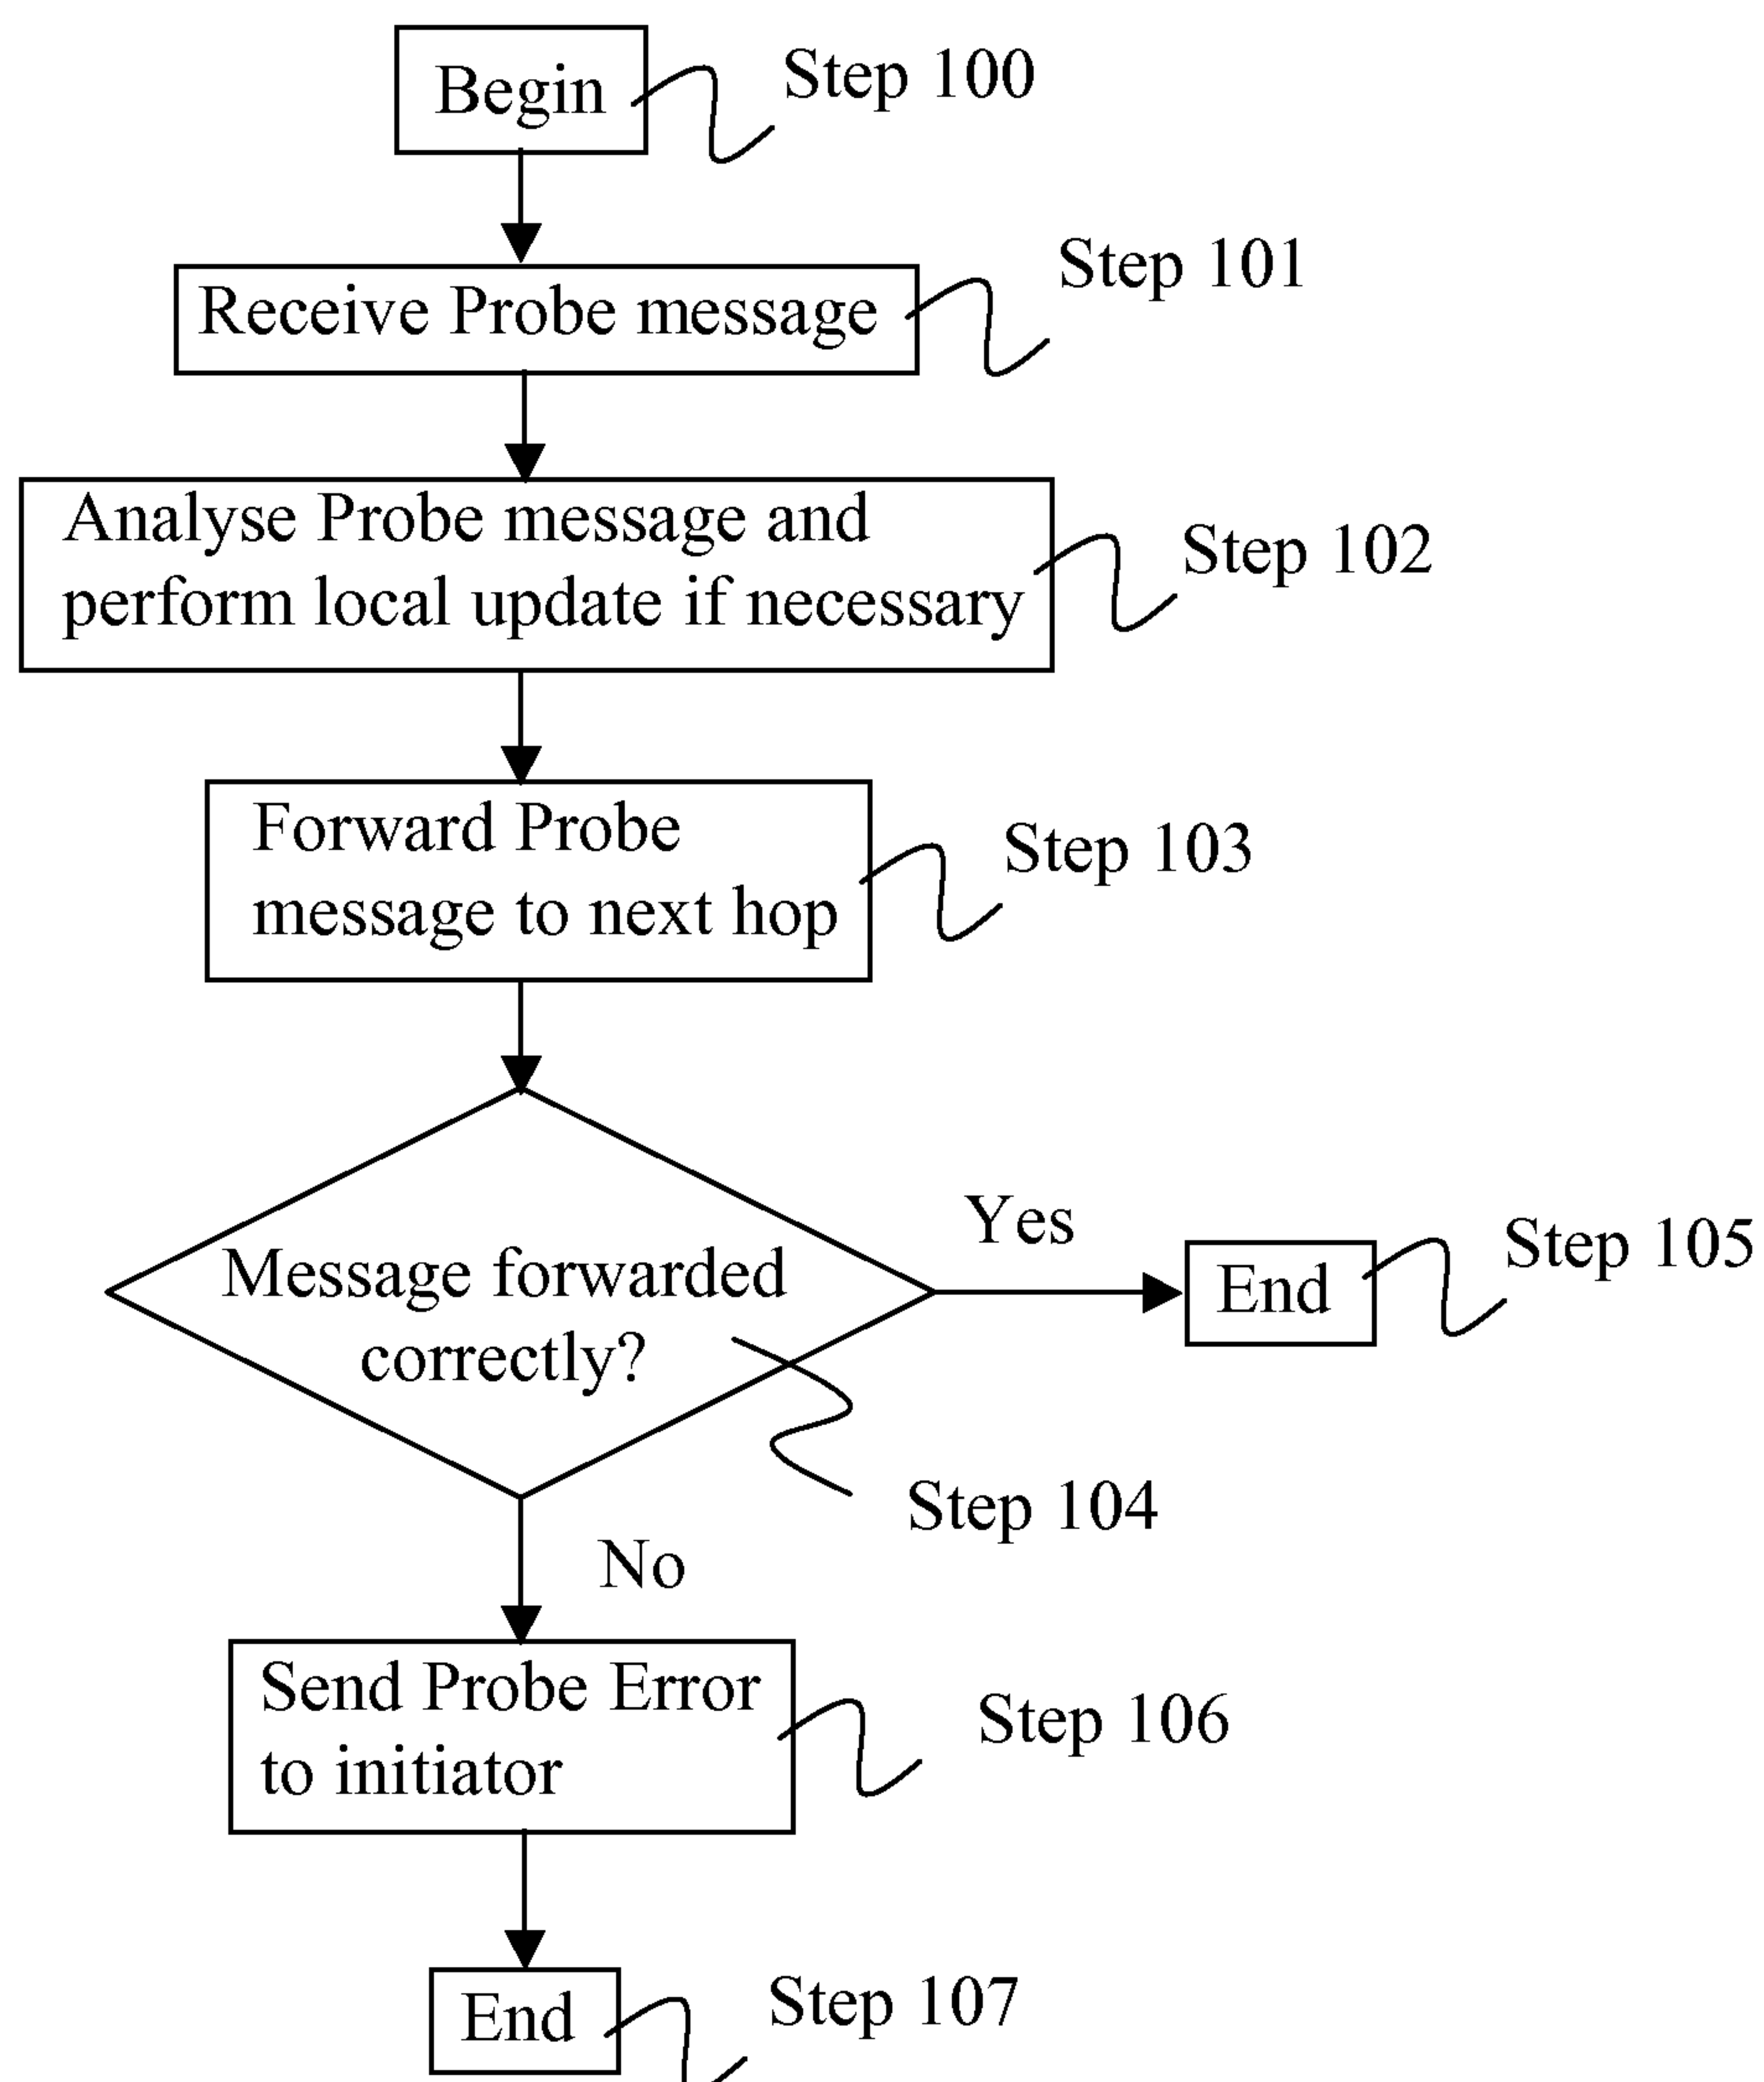 Begin
Step 100
Step 101
Receive Probe message
Analyse Probe message and
perform local update if necessary
Step 102
Forward Probe
message to next hop
Step 103
Message forwarded
correctly?
Yes
End
Step 105
Step 104
No
Send Probe Error
to initiator
Step 106
End
Step 107